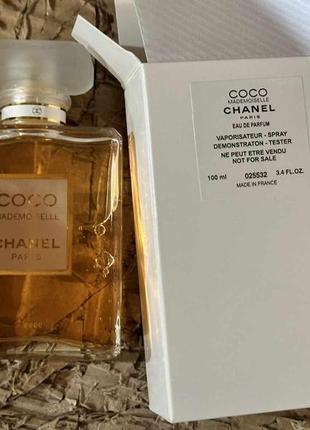 COCO
MADEMOISELLE
CHANEL
PARIS
COCO
MADEMOISELLE
CHANEL
PARIS
EAU DE PARFUM
VAPORISATEUR - SPRAY
DEMONSTRATON - TESTER
NE PEUT ETRE VENDU
NOT FOR SALE
100 ml 025532 3.4 FL.OZ.
MADE IN FRANCE